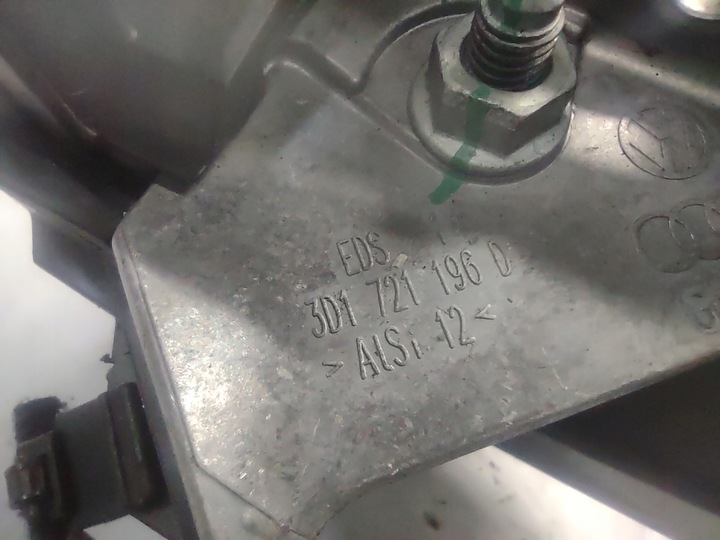 EDS
3D1 721 196 D
>AlSi 12<